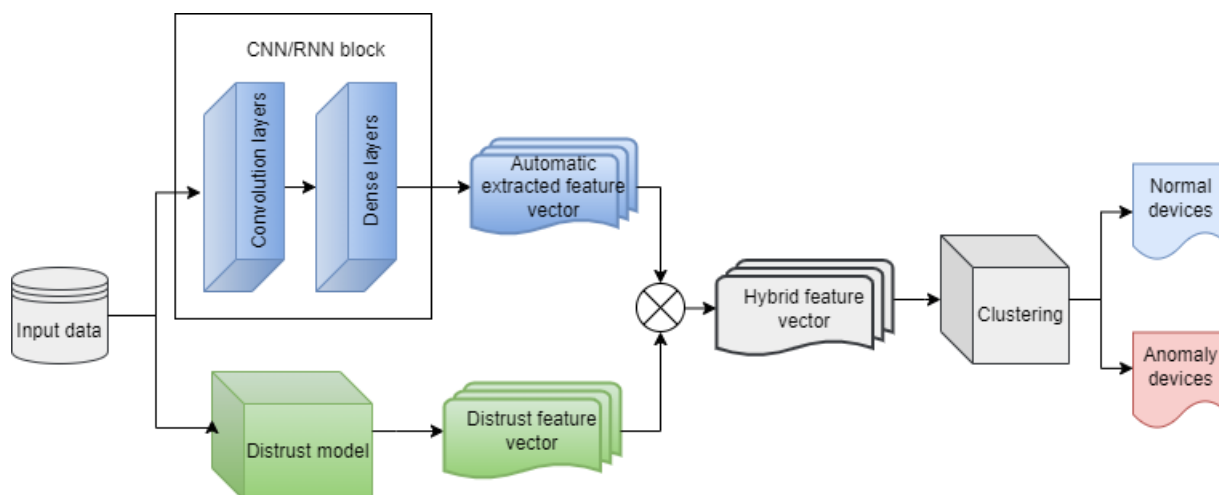 CNN/RNN block
Convolution layers
Dense layers
Automatic
extracted feature
vector
Input data
Distrust model
Distrust feature
vector
Hybrid feature
vector
Clustering
Normal
devices
Anomaly
devices